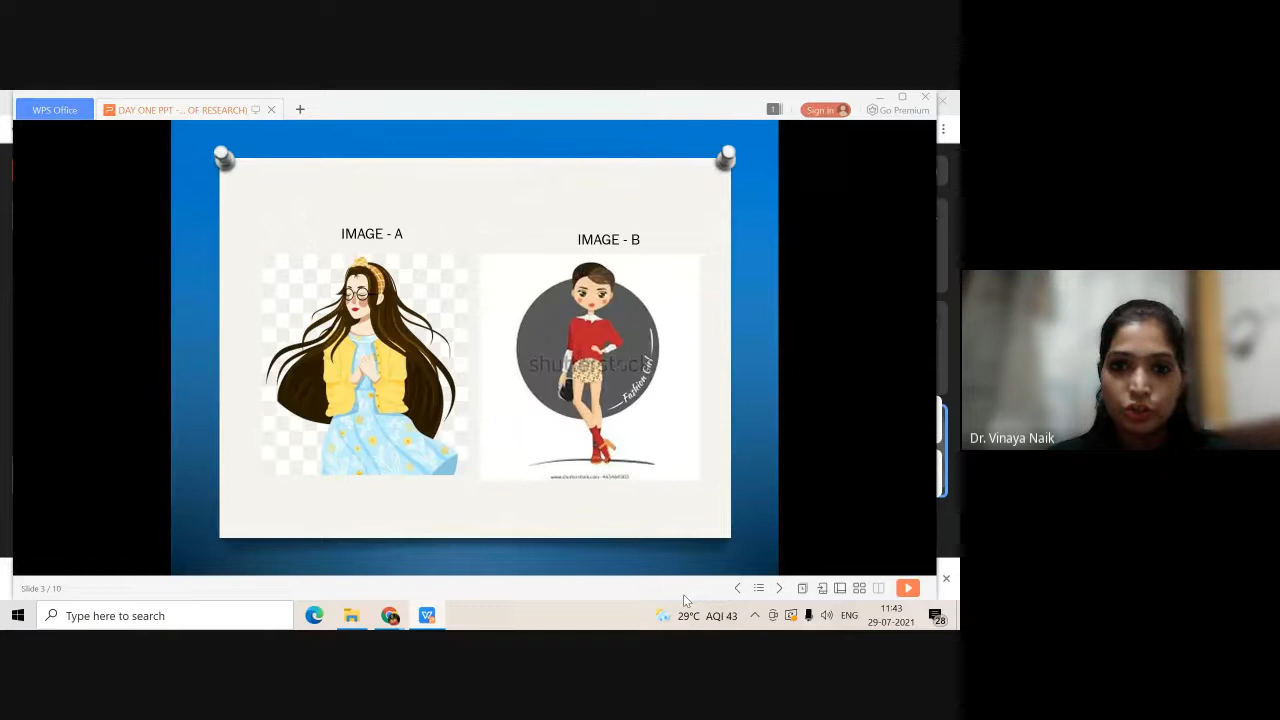 WPS Office
DAY ONE PPT -... OF RESEARCH)
1
Sign in
Go Premium
IMAGE - A
IMAGE - B
shutterstock
Fashion Girl
Dr. Vinaya Naik
Slide 3 / 10
Type here to search
29°C AQI 43
ENG
11:43
29-07-2021
28